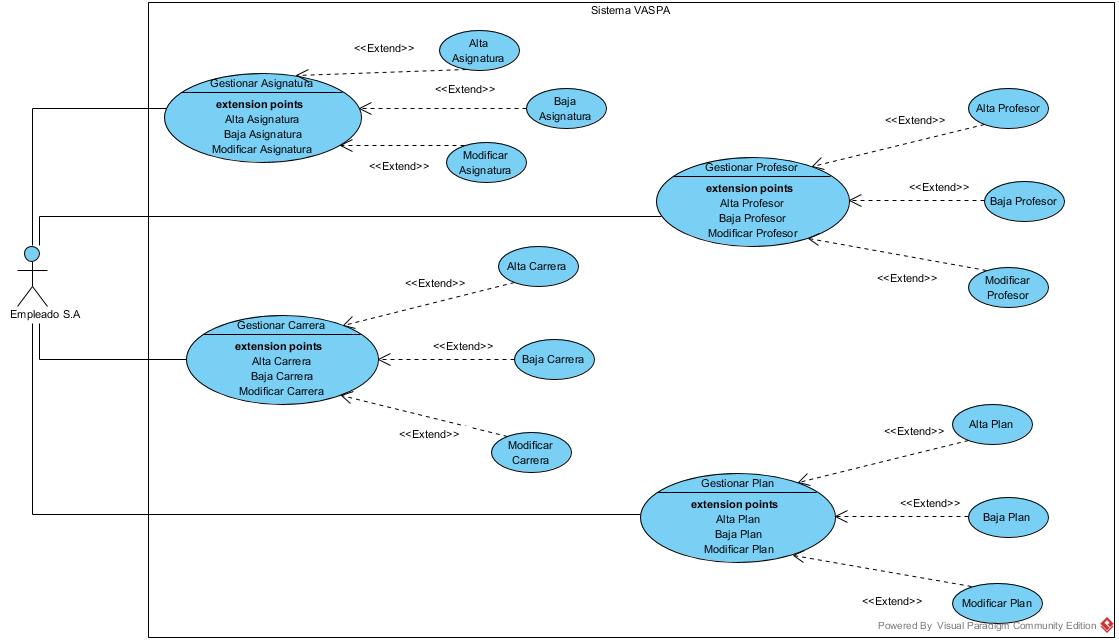 Sistema VASPA
<<Extend>>
Alta
Asignatura
Gestionar Asignatura
extension points
Alta Asignatura
Baja Asignatura
Modificar Asignatura
<<Extend>>
Baja
Asignatura
<<Extend>>
Modificar
Asignatura
<<Extend>>
Alta Profesor
Gestionar Profesor
extension points
Alta Profesor
Baja Profesor
Modificar Profesor
<<Extend>>
Baja Profesor
<<Extend>>
Modificar
Profesor
Empleado S.A
<<Extend>>
Alta Carrera
Gestionar Carrera
extension points
Alta Carrera
Baja Carrera
Modificar Carrera
<<Extend>>
Baja Carrera
<<Extend>>
Modificar
Carrera
<<Extend>>
Alta Plan
Gestionar Plan
extension points
Alta Plan
Baja Plan
Modificar Plan
<<Extend>>
Baja Plan
<<Extend>>
Modificar Plan
Powered By Visual Paradigm Community Edition